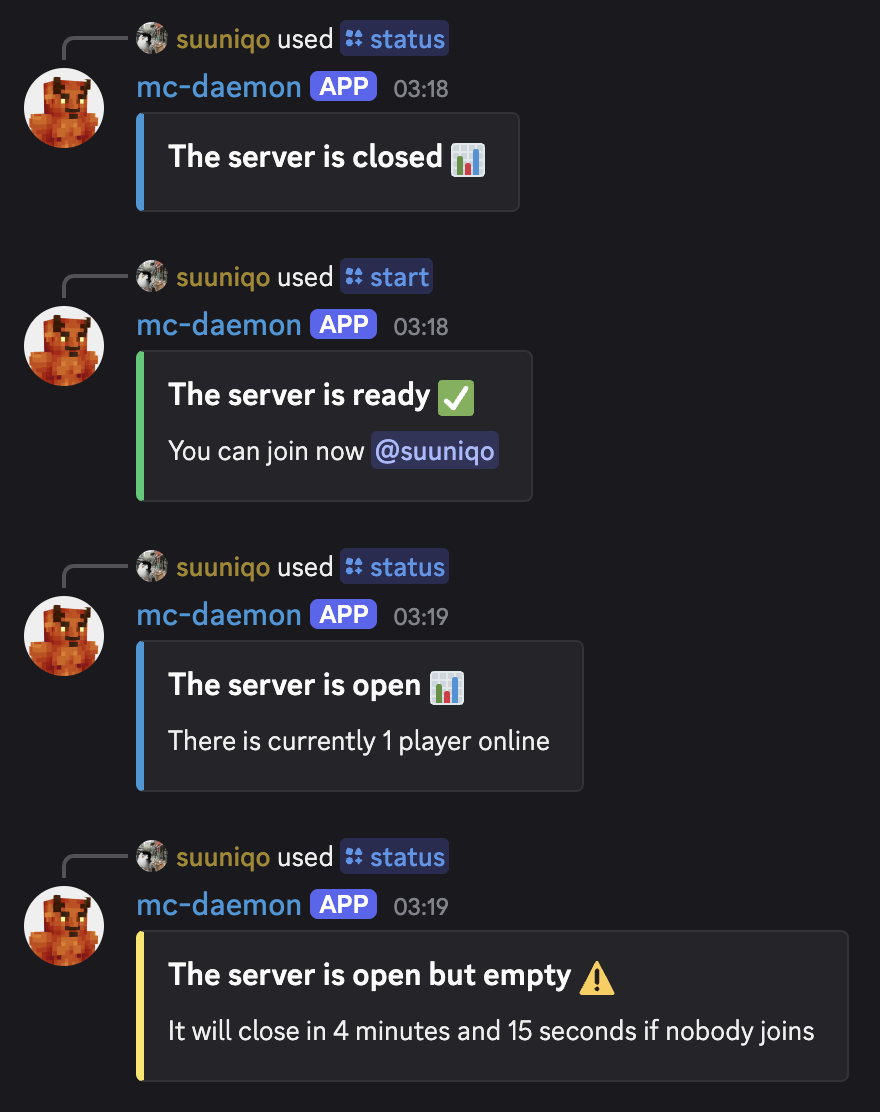 suuniqo used status
mc-daemon APP 03:18
The server is closed 📊
suuniqo used start
mc-daemon APP 03:18
The server is ready ✅
You can join now @suuniqo
suuniqo used status
mc-daemon APP 03:19
The server is open 📊
There is currently 1 player online
suuniqo used status
mc-daemon APP 03:19
The server is open but empty ⚠️
It will close in 4 minutes and 15 seconds if nobody joins